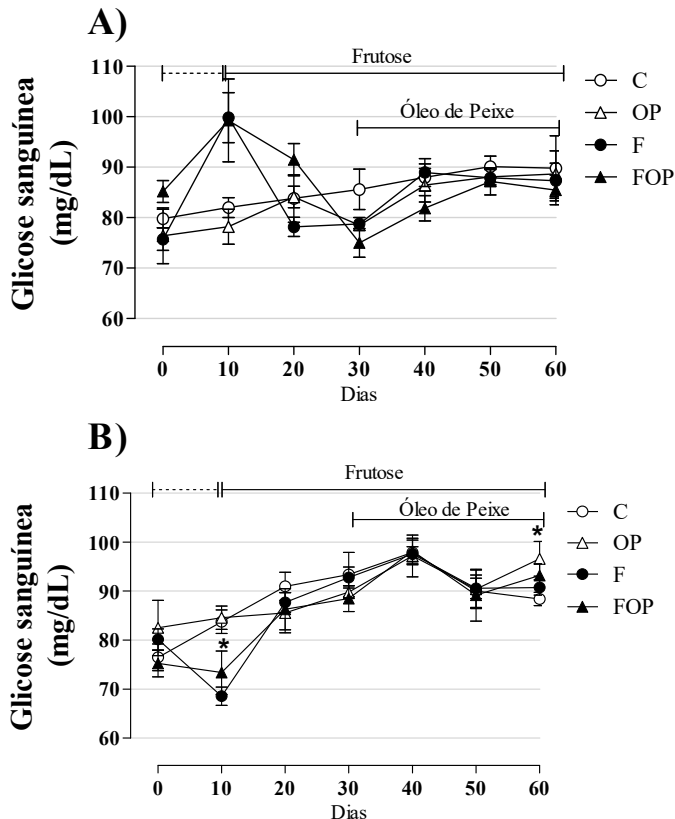 A)
Frutose
Óleo de Peixe
Glicose sanguínea
(mg/dL)
110
100
90
80
70
60
0 10 20 30 40 50 60
Dias
C
OP
F
FOP
B)
Frutose
Óleo de Peixe
Glicose sanguínea
(mg/dL)
110
100
90
80
70
60
*
*
0 10 20 30 40 50 60
Dias
C
OP
F
FOP